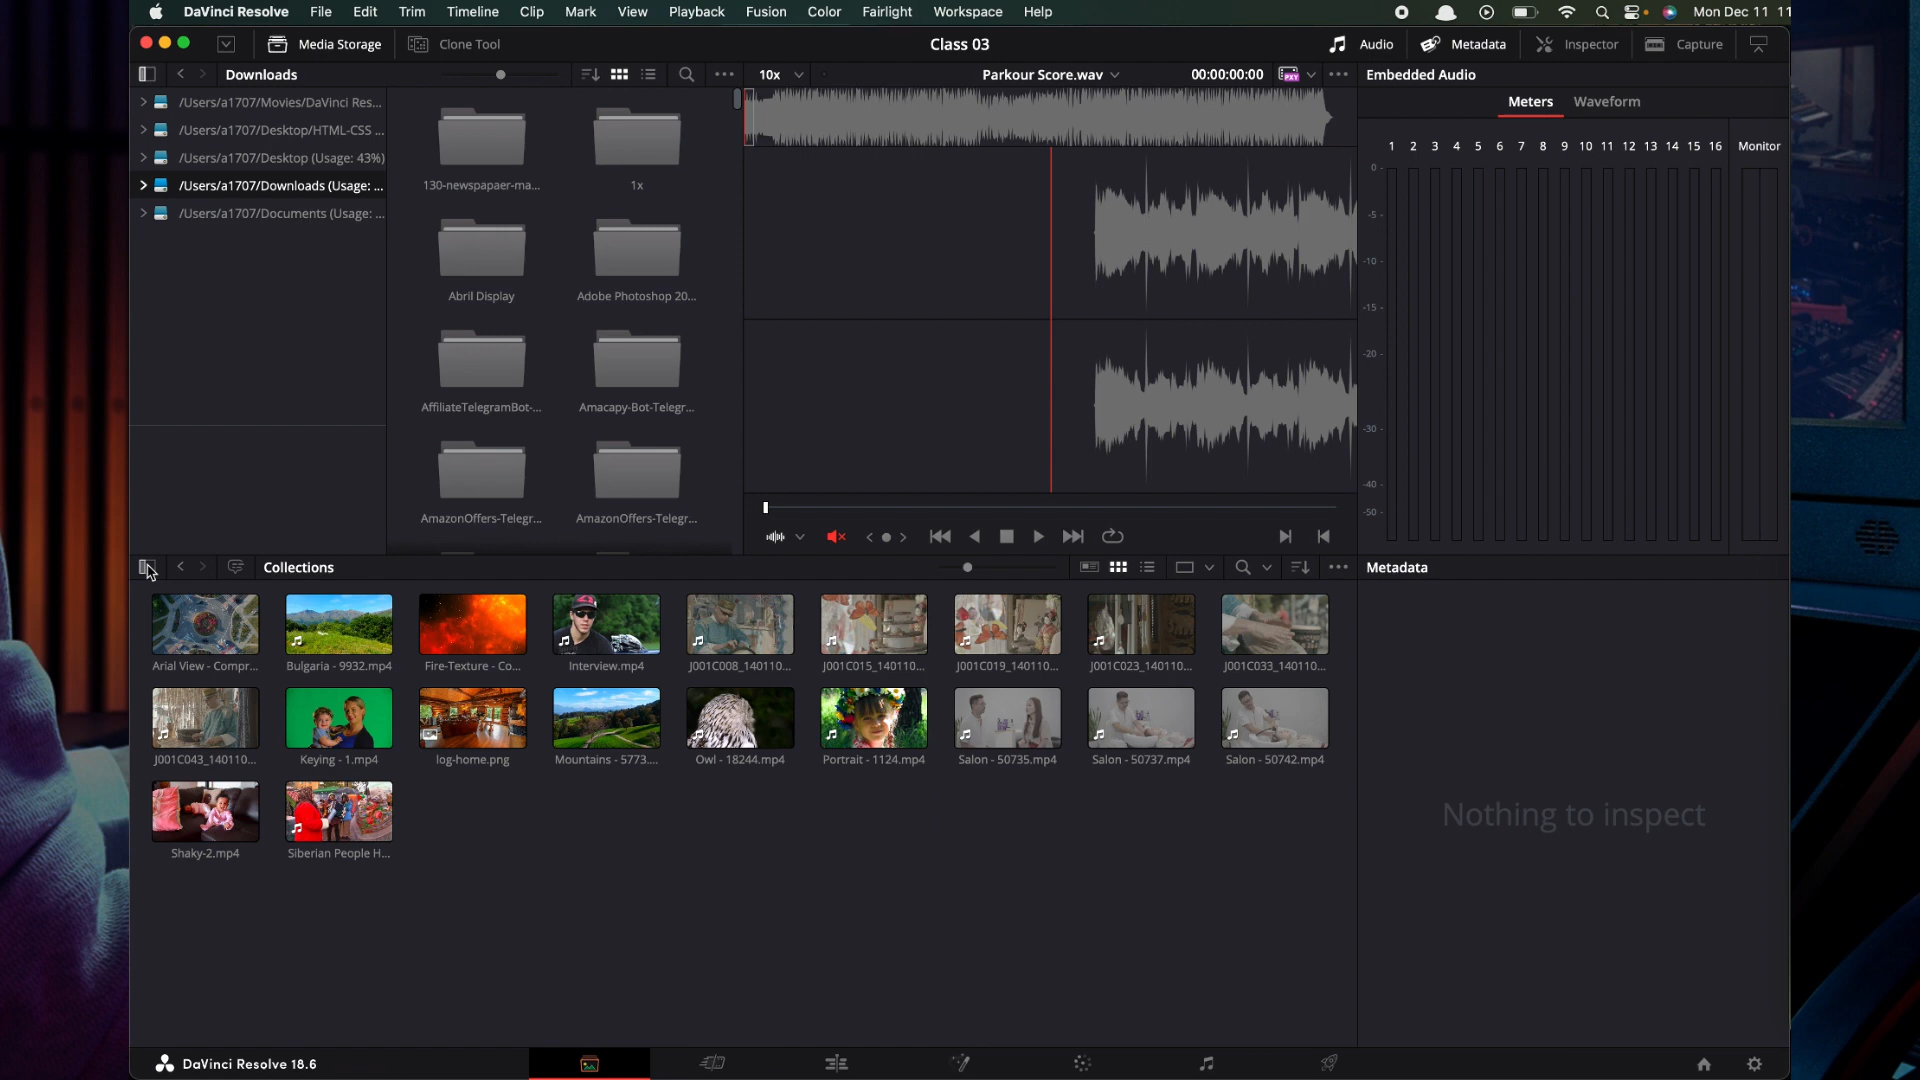 DaVinci Resolve File Edit Trim Timeline Clip Mark View Playback Fusion Color Fairlight Workspace Help Mon Dec 11 11
Media Storage Clone Tool Class 03 Audio Metadata Inspector Capture
Downloads 10x Parkour Score.wav 00:00:00:00 PXY Embedded Audio
Meters Waveform
/Users/a1707/Movies/DaVinci Res...
/Users/a1707/Desktop/HTML-CSS ...
/Users/a1707/Desktop (Usage: 43%)
/Users/a1707/Downloads (Usage: ...
/Users/a1707/Documents (Usage: ...
130-newspapaer-ma... 1x
Abril Display Adobe Photoshop 20...
AffiliateTelegramBot-... Amacapy-Bot-Telegr...
AmazonOffers-Telegr... AmazonOffers-Telegr...
1 2 3 4 5 6 7 8 9 10 11 12 13 14 15 16 Monitor
0 -
-5 -
-10 -
-15 -
-20 -
-30 -
-40 -
-50 -
Collections Metadata
Arial View - Compr... Bulgaria - 9932.mp4 Fire-Texture - Co... Interview.mp4 J001C008_140110... J001C015_140110... J001C019_140110... J001C023_140110... J001C033_140110...
J001C043_140110... Keying - 1.mp4 log-home.png Mountains - 5773.... Owl - 18244.mp4 Portrait - 1124.mp4 Salon - 50735.mp4 Salon - 50737.mp4 Salon - 50742.mp4
Shaky-2.mp4 Siberian People H...
Nothing to inspect
DaVinci Resolve 18.6